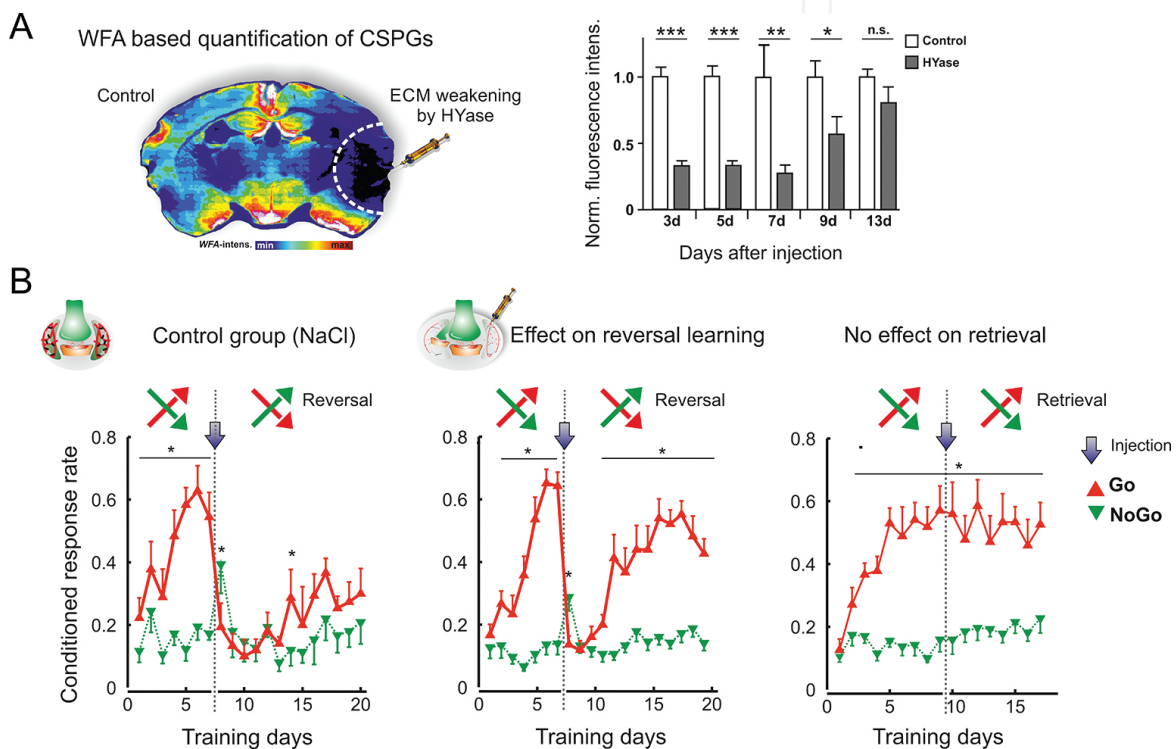 A
WFA based quantification of CSPGs
Control
ECM weakening
by HYase
WFA-intens. min max
Norm. fluorescence intens.
1.0
0.5
0
*** *** ** * n.s.
Control
HYase
3d 5d 7d 9d 13d
Days after injection
B
Control group (NaCl)
Effect on reversal learning
No effect on retrieval
Reversal
Reversal
Retrieval
Injection
Go
NoGo
Conditioned response rate
0.8
0.6
0.4
0.2
0
*
*
*
0 5 10 15 20
Training days
0.8
0.6
0.4
0.2
0
*
*
*
0 5 10 15 20
Training days
0.8
0.6
0.4
0.2
0
*
0 5 10 15
Training days